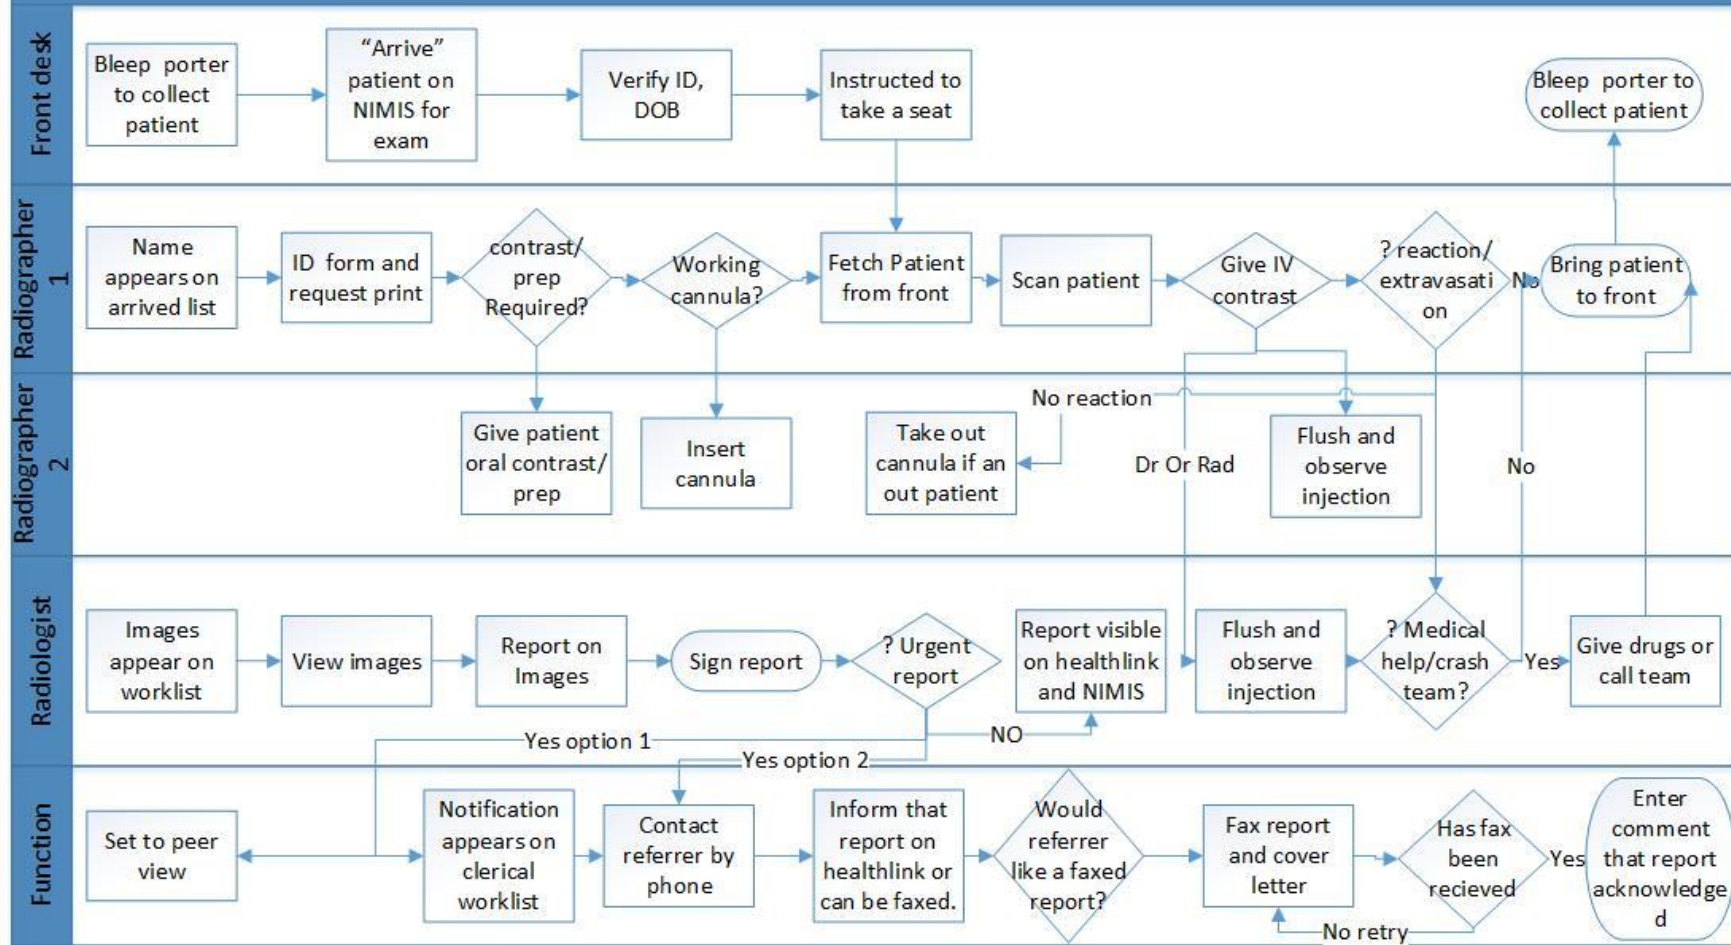 Front desk
Bleep porter
to collect
patient
“Arrive”
patient on
NIMIS for
exam
Verify ID,
DOB
Instructed to
take a seat
Bleep porter to
collect patient
Radiographer
1
Name
appears on
arrived list
ID form and
request print
contrast/
prep
Required?
Working
cannula?
Fetch Patient
from front
Scan patient
Give IV
contrast
? reaction/
extravasati
on
No
Bring patient
to front
Radiographer
2
Give patient
oral contrast/
prep
Insert
cannula
No reaction
Take out
cannula if an
out patient
Dr Or Rad
Flush and
observe
injection
No
Radiologist
Images
appear on
worklist
View images
Report on
Images
Sign report
? Urgent
report
Report visible
on healthlink
and NIMIS
Flush and
observe
injection
? Medical
help/crash
team?
Yes
Give drugs or
call team
Yes option 1
NO
Yes option 2
Function
Set to peer
view
Notification
appears on
clerical
worklist
Contact
referrer by
phone
Inform that
report on
healthlink or
can be faxed.
Would
referrer
like a faxed
report?
Fax report
and cover
letter
Has fax
been
recieved
Yes
Enter
comment
that report
acknowledge
d
No retry